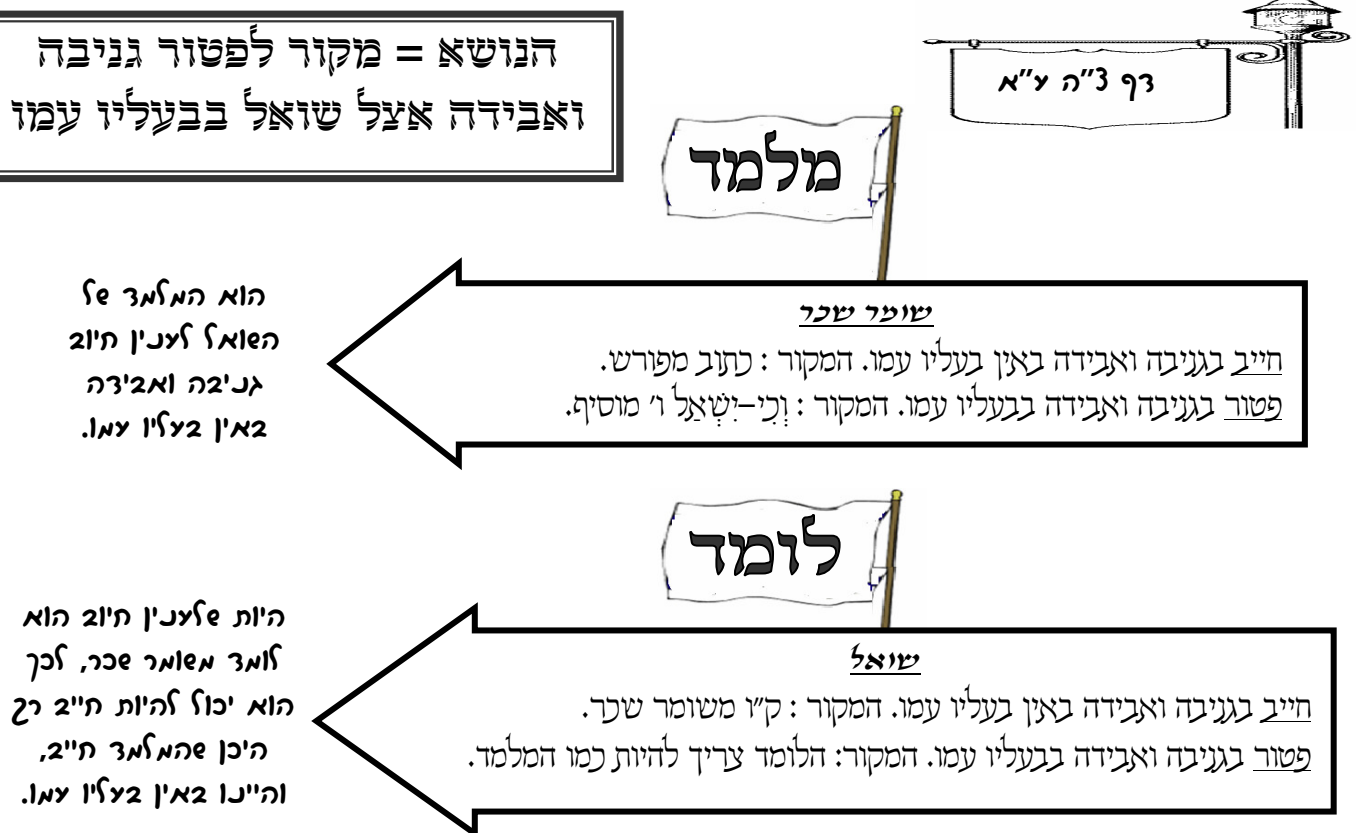 דף צ"ה ע"א
הנושא = מקור לפטור גניבה
ואבידה אצל שואל בבעליו עמו
מלמד
שומר שכר
חייב בגניבה ואבידה באין בעליו עמו. המקור: כתוב מפורש.
פטור בגניבה ואבידה בבעליו עמו. המקור: וְכִי-יִשְׁאַל ו' מוסיף.
הוא המלמד של
השואל לענין חיוב
גניבה ואבידה
באין בעליו עמו.
לומד
שואל
חייב בגניבה ואבידה באין בעליו עמו. המקור: ק"ו משומר שכר.
פטור בגניבה ואבידה בבעליו עמו. המקור: הלומד צריך להיות כמו המלמד.
היות שלענין חיוב הוא
לומד משומר שכר, לכך
הוא יכול להיות חייב רק
היכן שהמלמד חייב,
והיינו באין בעליו עמו.